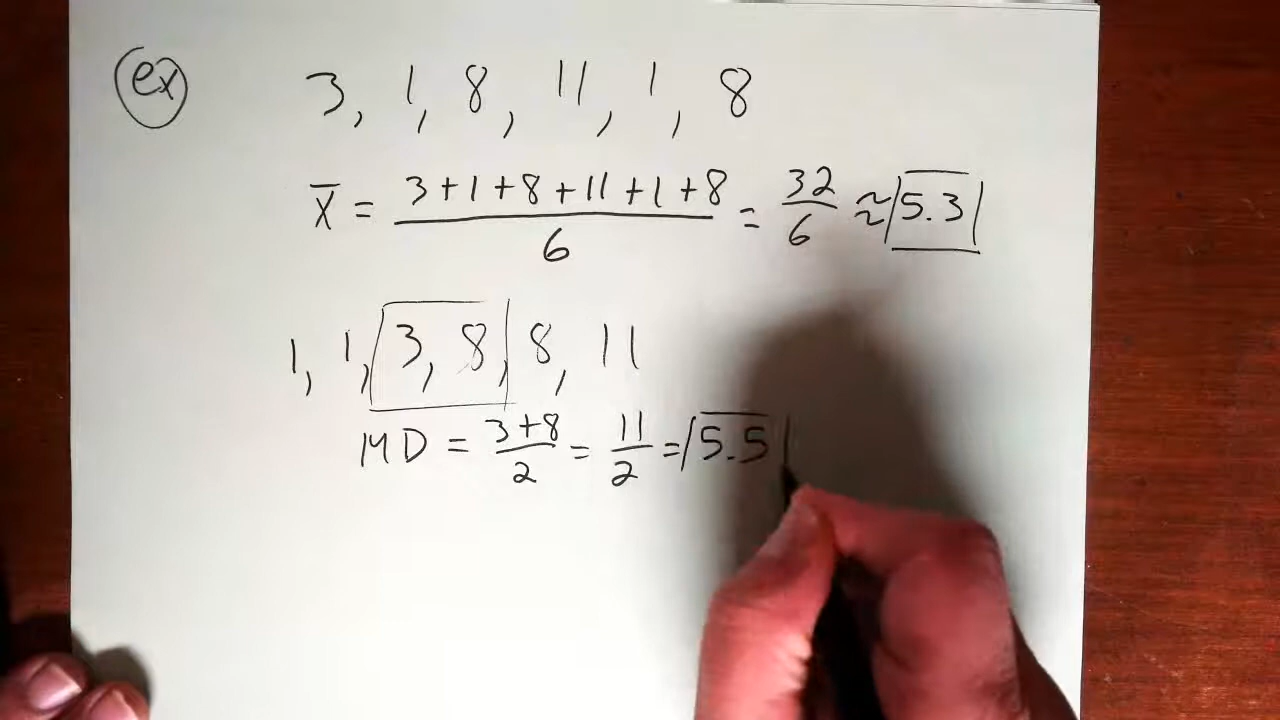 ex 3, 1, 8, 11, 1, 8
x̄ = (3+1+8+11+1+8)/6 = 32/6 ≈ 5.3
1, 1, 3, 8, 8, 11
MD = (3+8)/2 = 11/2 = 5.5